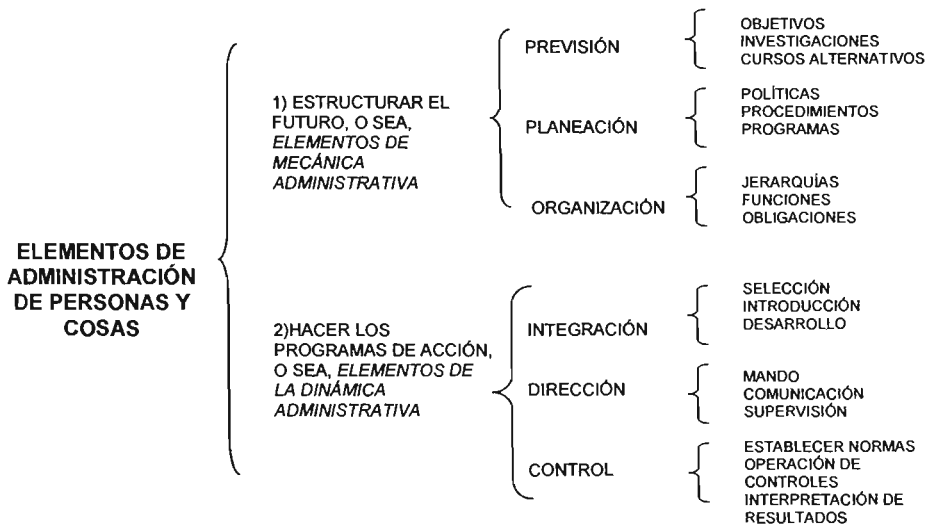 ELEMENTOS DE
ADMINISTRACIÓN
DE PERSONAS Y
COSAS
1) ESTRUCTURAR EL
FUTURO, O SEA,
ELEMENTOS DE
MECÁNICA
ADMINISTRATIVA
PREVISIÓN
OBJETIVOS
INVESTIGACIONES
CURSOS ALTERNATIVOS
PLANEACIÓN
POLÍTICAS
PROCEDIMIENTOS
PROGRAMAS
ORGANIZACIÓN
JERARQUÍAS
FUNCIONES
OBLIGACIONES
2)HACER LOS
PROGRAMAS DE ACCIÓN,
O SEA, ELEMENTOS DE
LA DINÁMICA
ADMINISTRATIVA
INTEGRACIÓN
SELECCIÓN
INTRODUCCIÓN
DESARROLLO
DIRECCIÓN
MANDO
COMUNICACIÓN
SUPERVISIÓN
CONTROL
ESTABLECER NORMAS
OPERACIÓN DE
CONTROLES
INTERPRETACIÓN DE
RESULTADOS